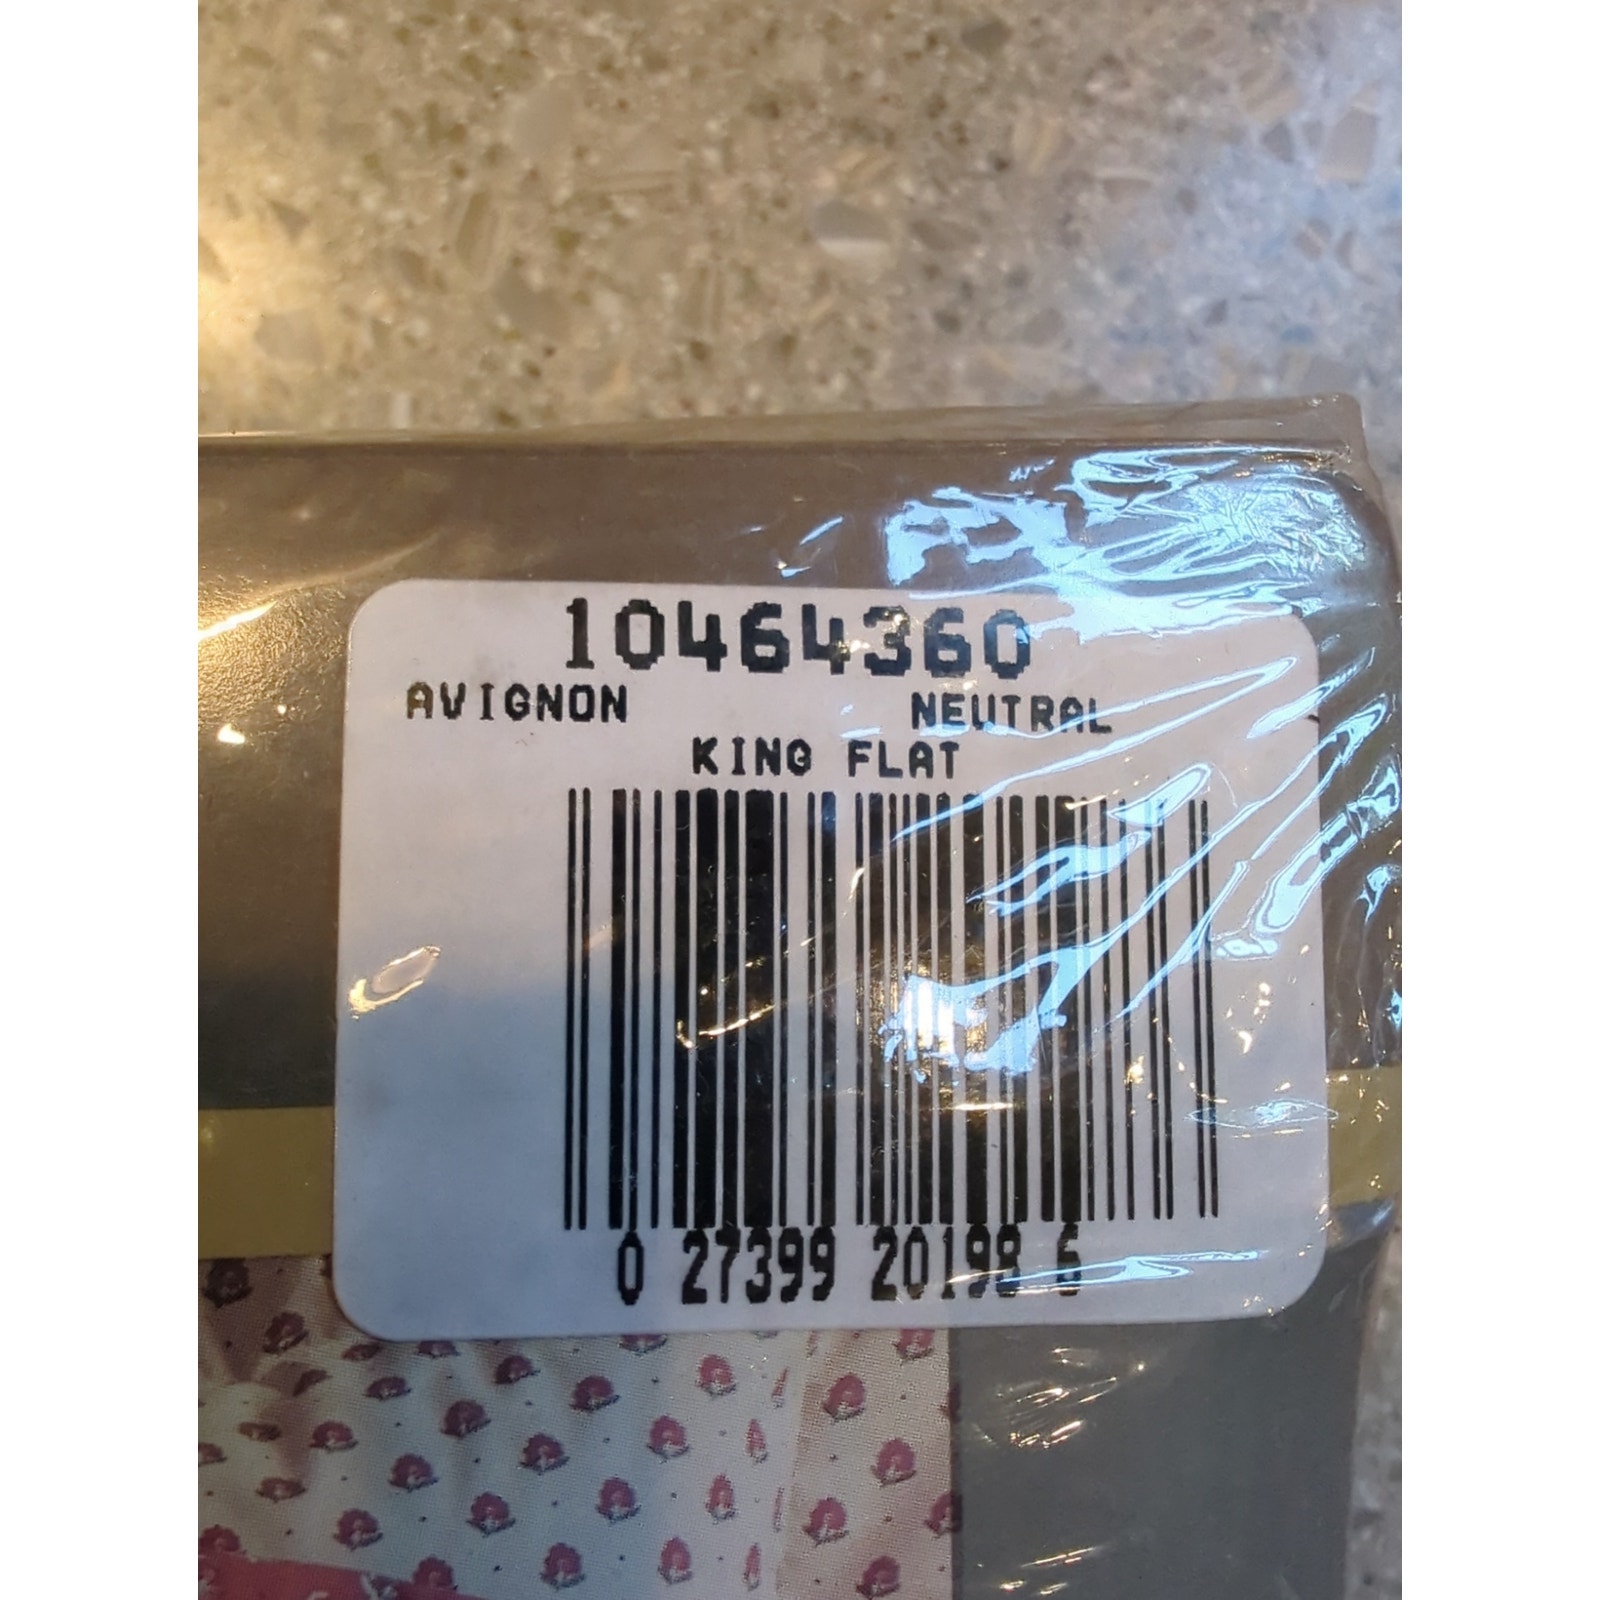 10464360
AVIGNON NEUTRAL
KING FLAT
0 27399 20198 6